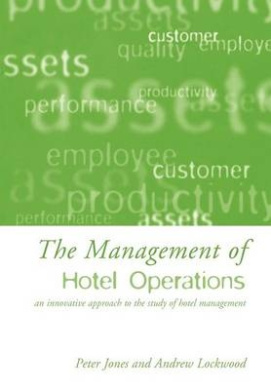 productivity
customer
quality employe
assets
productivity
assets
performance
employee
customer
productivity
performance
assets
The Management of
Hotel Operations
an innovative approach to the study of hotel management
Peter Jones and Andrew Lockwood